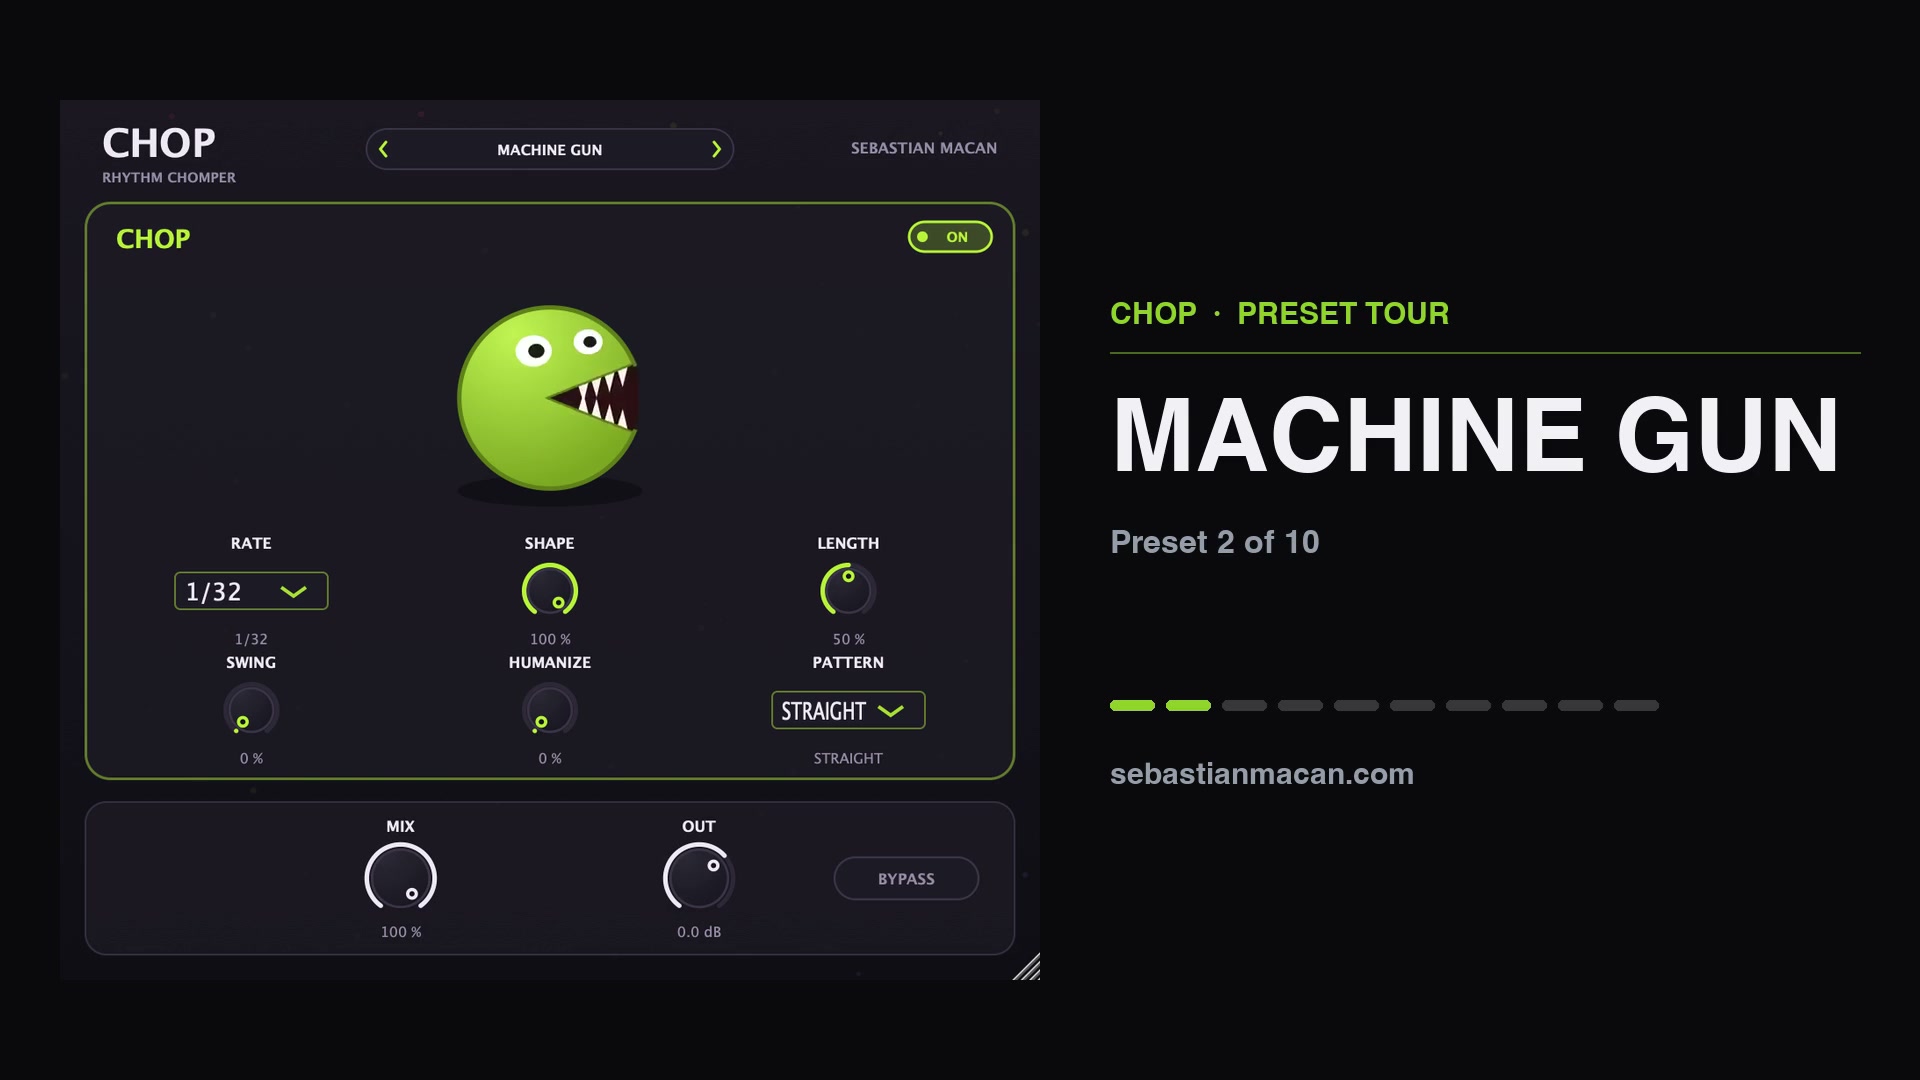 CHOP
RHYTHM CHOMPER
MACHINE GUN
SEBASTIAN MACAN
CHOP
ON
RATE
SHAPE
LENGTH
1/32
1/32
100 %
50 %
SWING
HUMANIZE
PATTERN
STRAIGHT
0 %
0 %
STRAIGHT
MIX
OUT
BYPASS
100 %
0.0 dB
CHOP · PRESET TOUR
MACHINE GUN
Preset 2 of 10
sebastianmacan.com